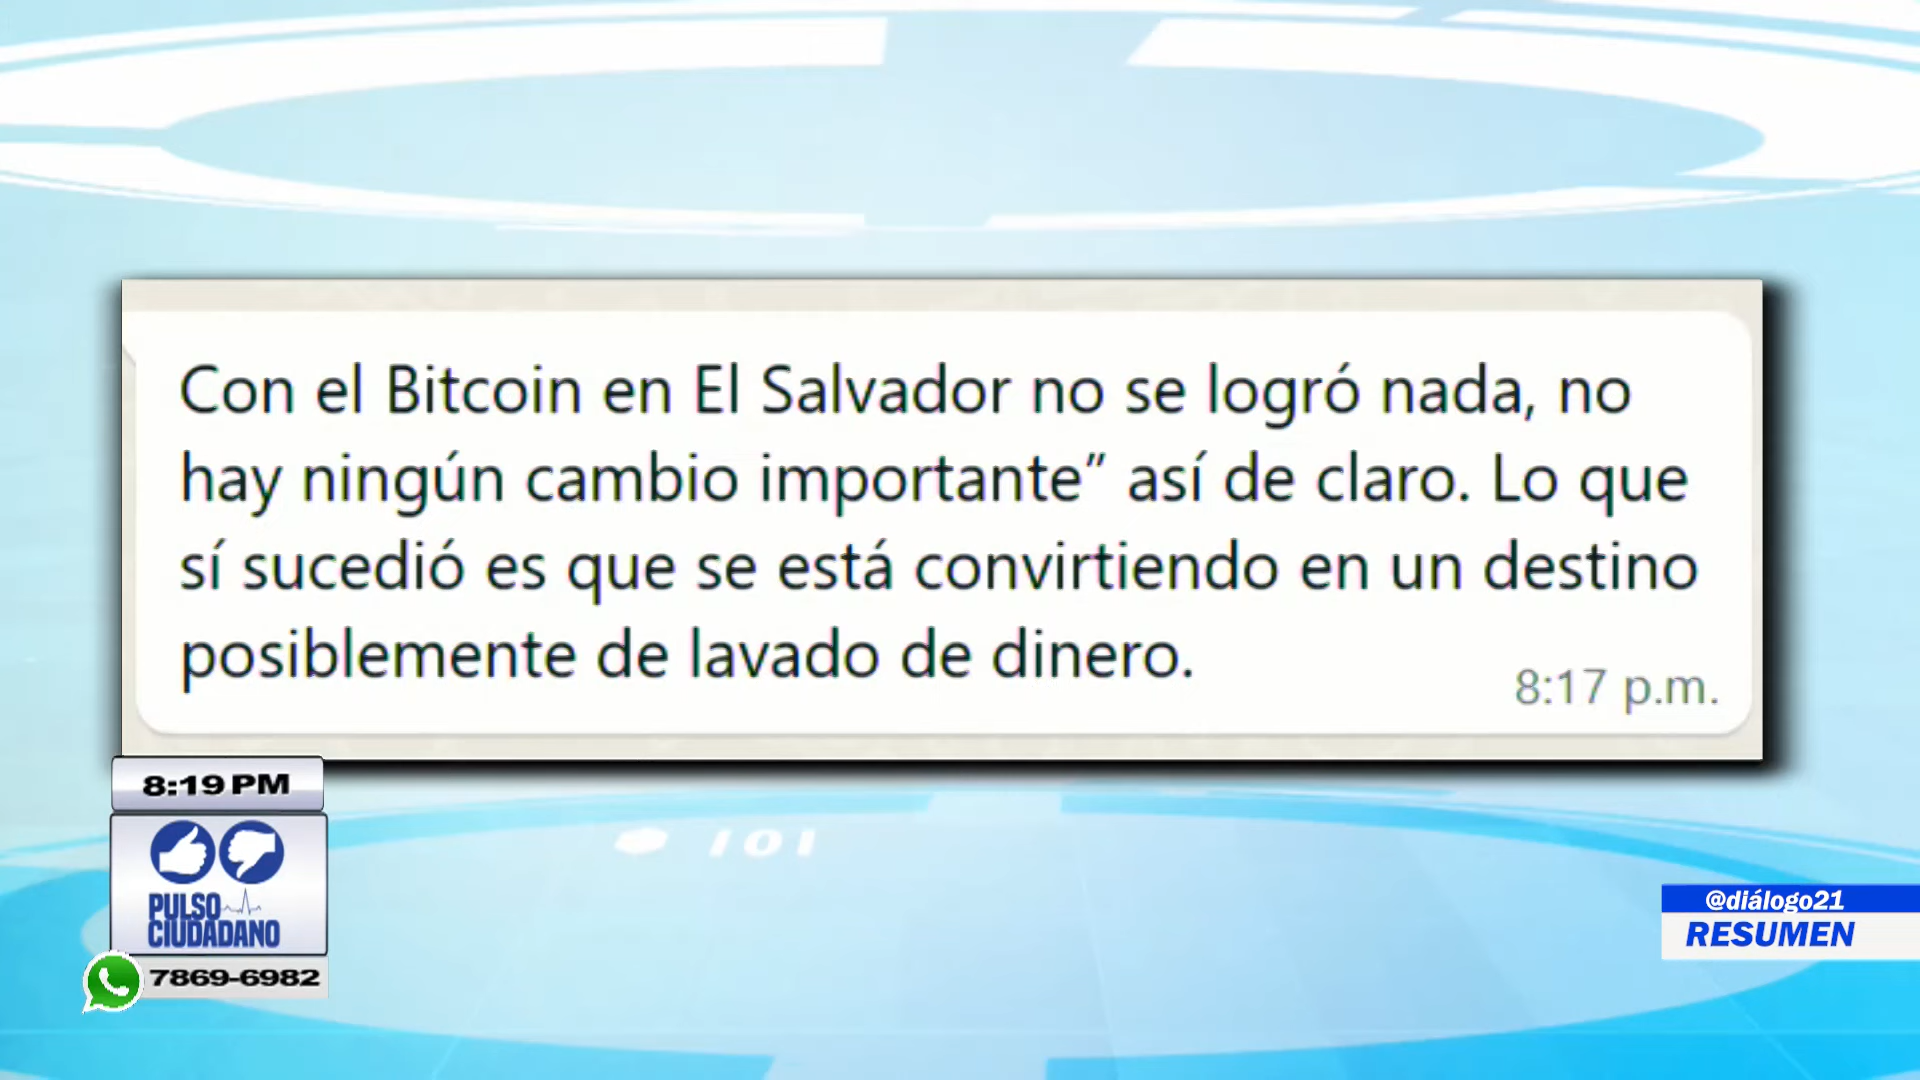 Con el Bitcoin en El Salvador no se logró nada, no
hay ningún cambio importante” así de claro. Lo que
sí sucedió es que se está convirtiendo en un destino
posiblemente de lavado de dinero.
8:17 p.m.
8:19 PM
PULSO
CIUDADANO
7869-6982
101
@diálogo21
RESUMEN